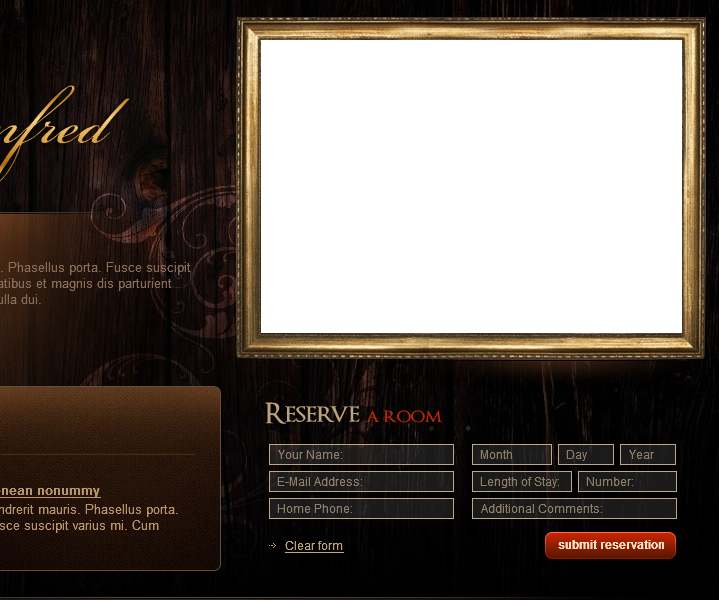 nfred
. Phasellus porta. Fusce suscipit
atibus et magnis dis parturient
ulla dui.
RESERVE A ROOM
Your Name: Month Day Year
E-Mail Address: Length of Stay: Number:
Home Phone: Additional Comments:
Clear form submit reservation
enean nonummy
ndrerit mauris. Phasellus porta.
sce suscipit varius mi. Cum